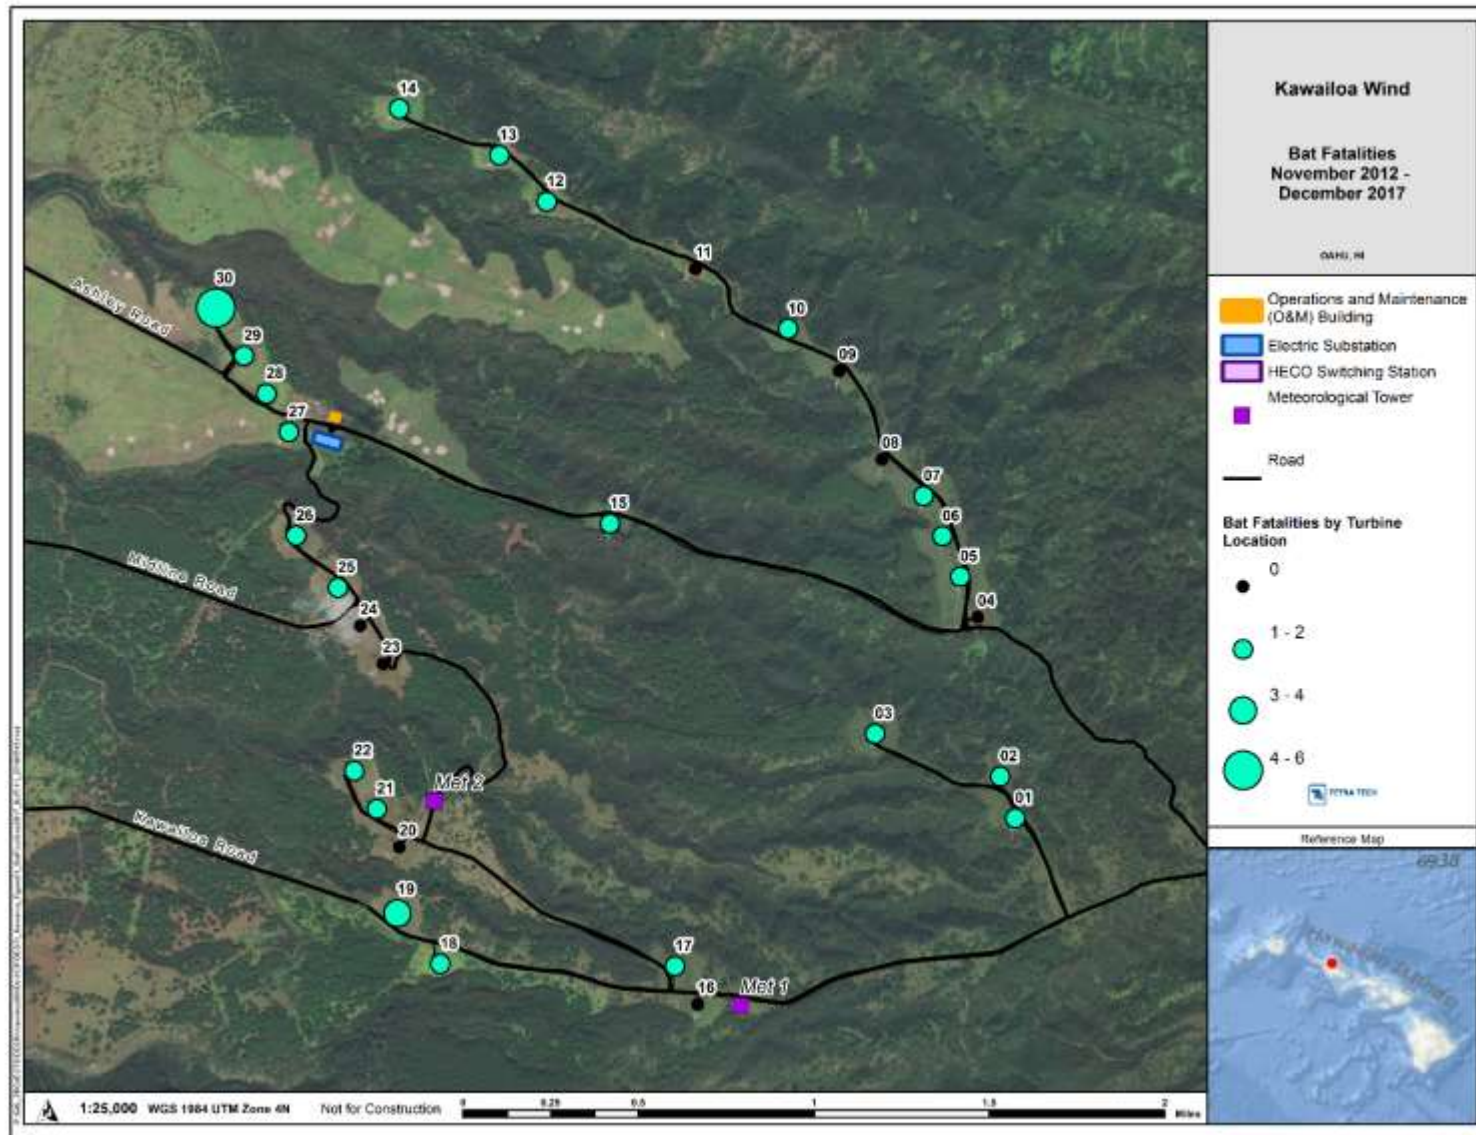 Kawailoa Wind
Bat Fatalities
November 2012 -
December 2017
OAHU, HI
Operations and Maintenance
(O&M) Building
Electric Substation
HECO Switching Station
Meteorological Tower
Road
Bat Fatalities by Turbine
Location
0
1 - 2
3 - 4
4 - 6
TETRA TECH
Reference Map
6938
Hawaiian Islands
14
13
12
11
10
09
08
07
06
05
04
30
29
28
27
Ashley Road
15
26
25
24
23
Midline Road
03
02
01
22
21
20
Met 2
Kawailoa Road
19
18
17
16
Met 1
1:25,000 WGS 1984 UTM Zone 4N Not for Construction
0 0.25 0.5 1 1.5 2
Miles